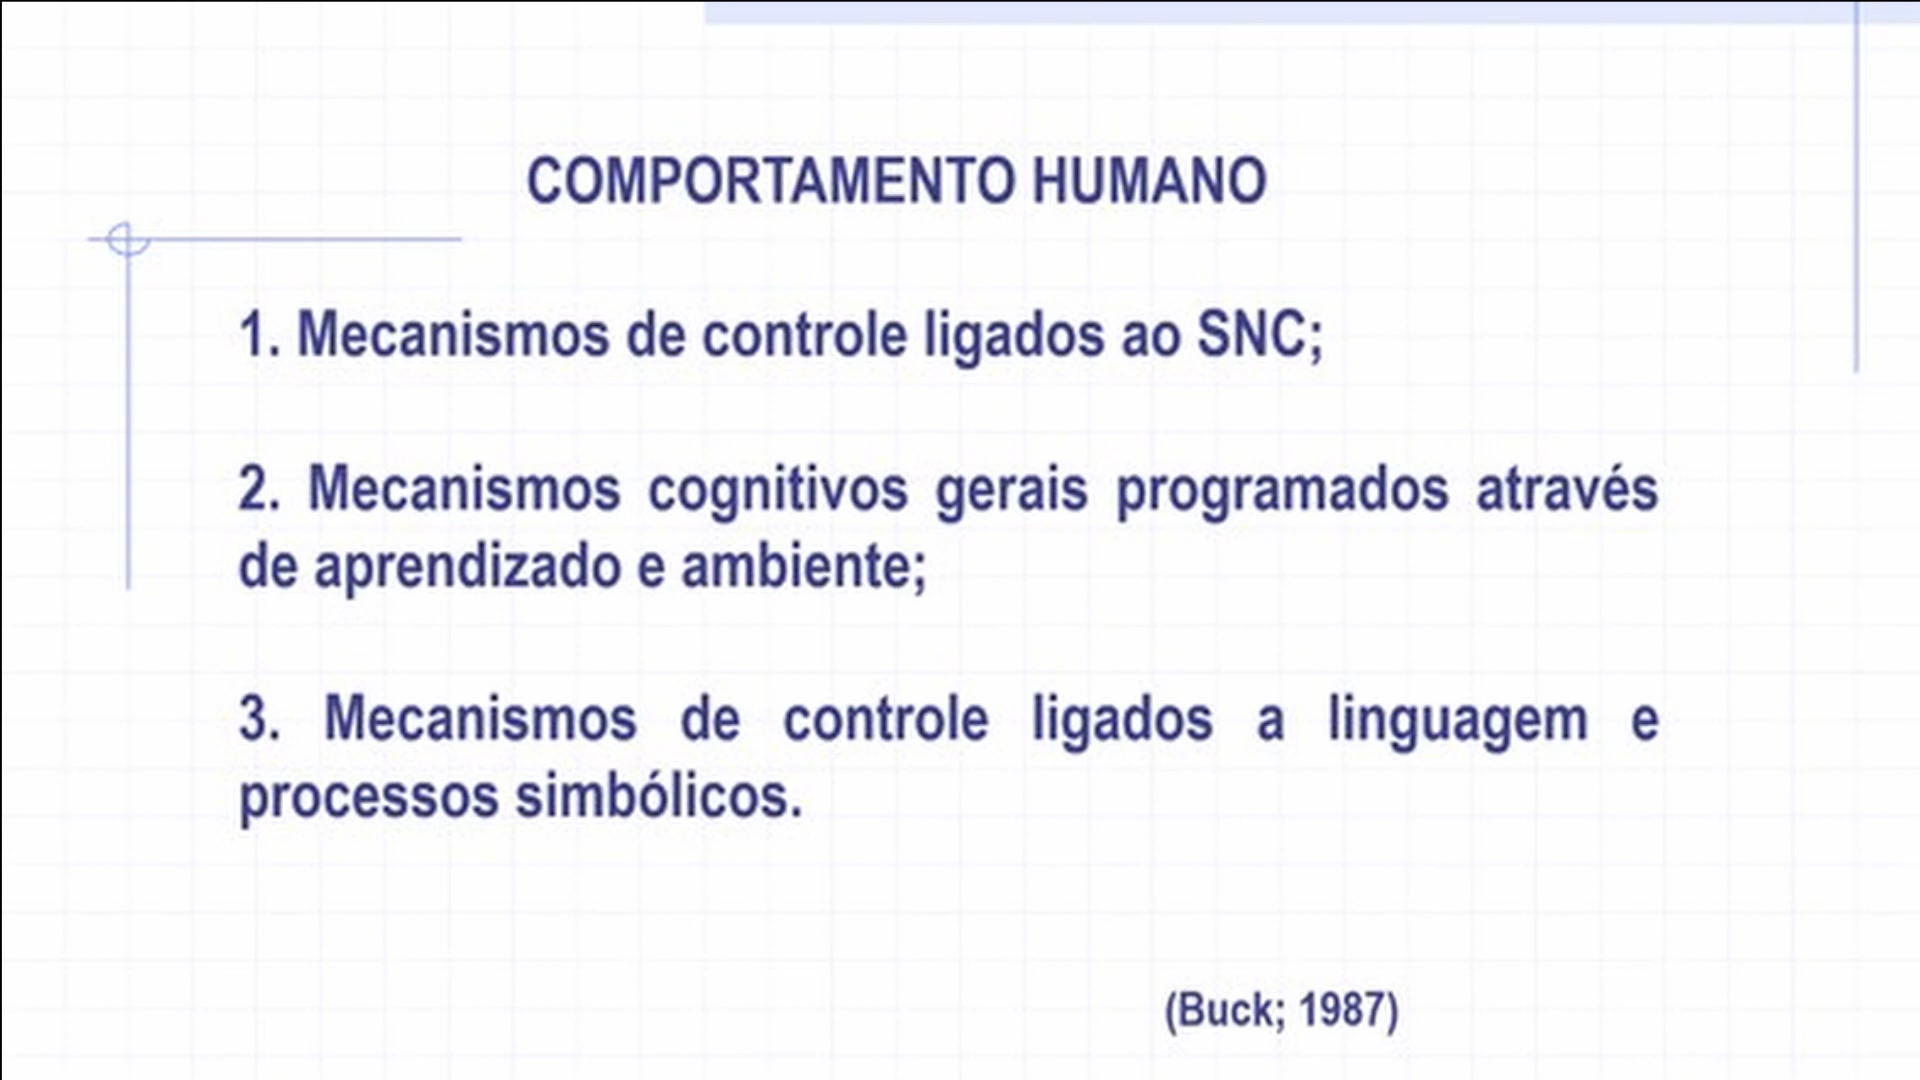 COMPORTAMENTO HUMANO
1. Mecanismos de controle ligados ao SNC;
2. Mecanismos cognitivos gerais programados através
de aprendizado e ambiente;
3. Mecanismos de controle ligados a linguagem e
processos simbólicos.
(Buck; 1987)